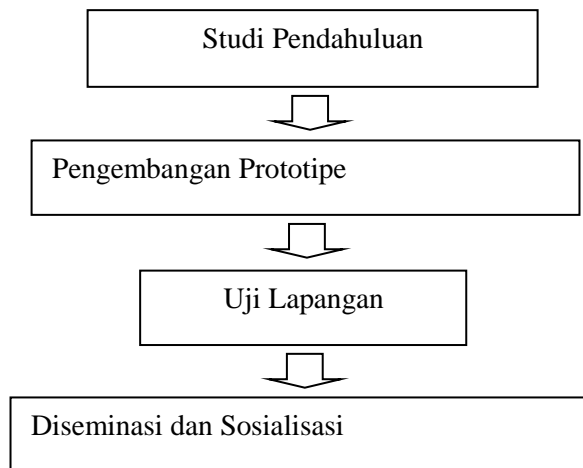 Studi Pendahuluan
Pengembangan Prototipe
Uji Lapangan
Diseminasi dan Sosialisasi